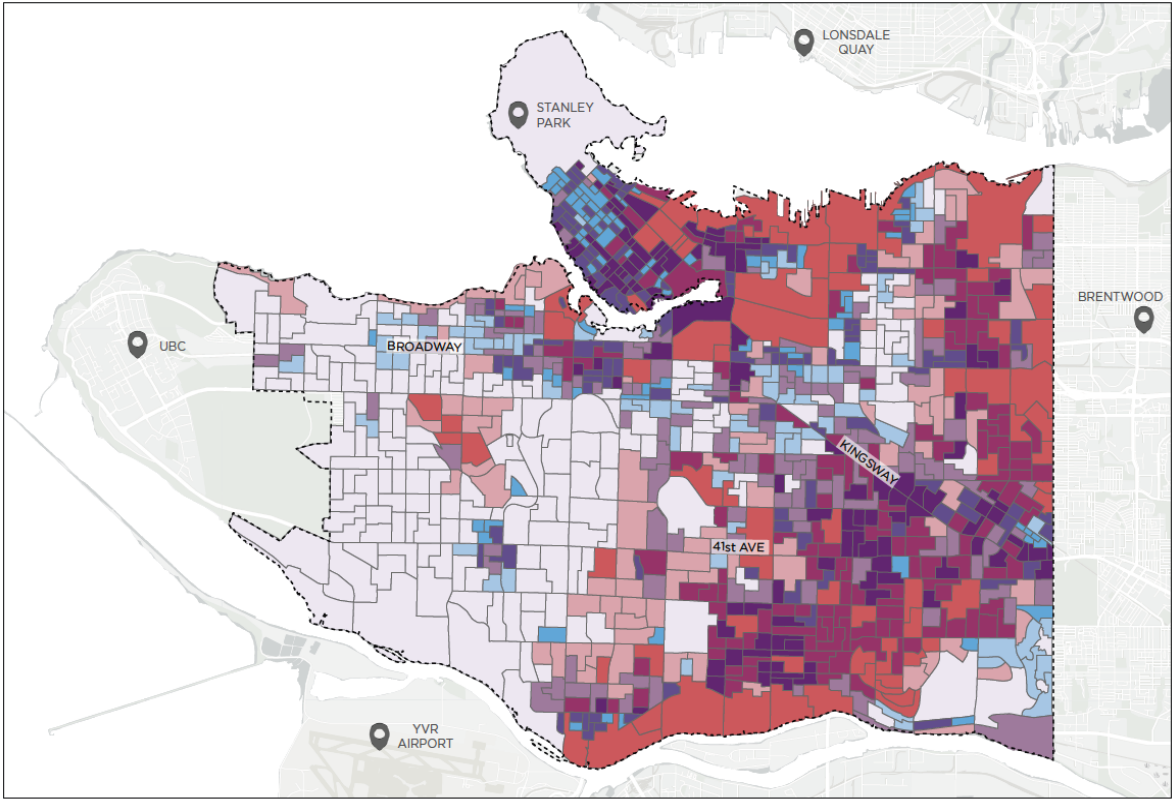 LONSDALE
QUAY
STANLEY
PARK
BRENTWOOD
UBC
BROADWAY
KINGSWAY
41st AVE
YVR
AIRPORT